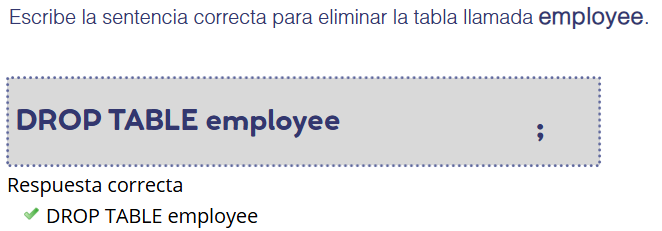 Escribe la sentencia correcta para eliminar la tabla llamada employee.
DROP TABLE employee ;
Respuesta correcta
DROP TABLE employee